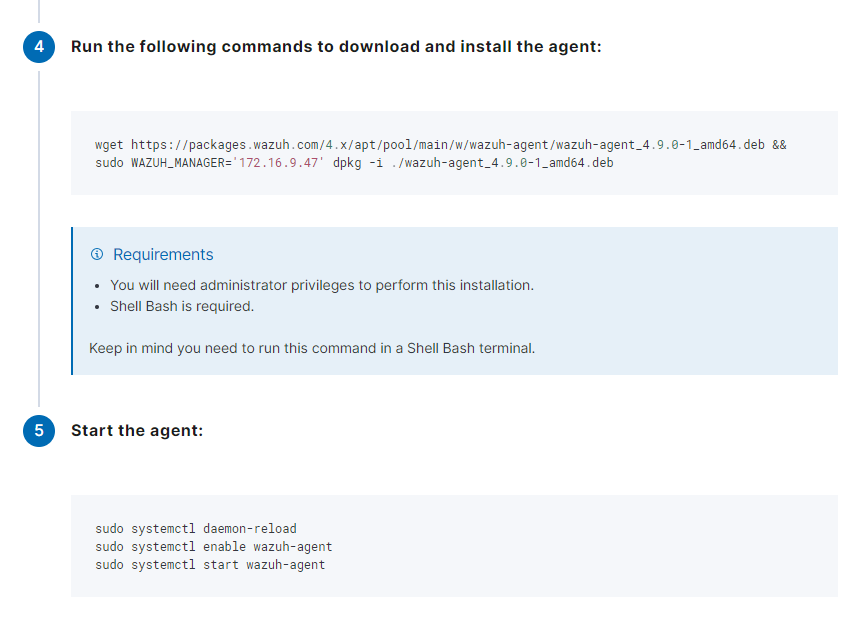 4 Run the following commands to download and install the agent:
wget https://packages.wazuh.com/4.x/apt/pool/main/w/wazuh-agent/wazuh-agent_4.9.0-1_amd64.deb &&
sudo WAZUH_MANAGER='172.16.9.47' dpkg -i ./wazuh-agent_4.9.0-1_amd64.deb
Requirements
• You will need administrator privileges to perform this installation.
• Shell Bash is required.
Keep in mind you need to run this command in a Shell Bash terminal.
5 Start the agent:
sudo systemctl daemon-reload
sudo systemctl enable wazuh-agent
sudo systemctl start wazuh-agent